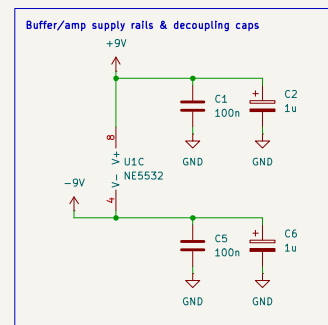 Buffer/amp supply rails & decoupling caps
+9V
C1
100n
+
C2
1u
GND
GND
8
V+
U1C
NE5532
V-
4
-9V
C5
100n
+
C6
1u
GND
GND